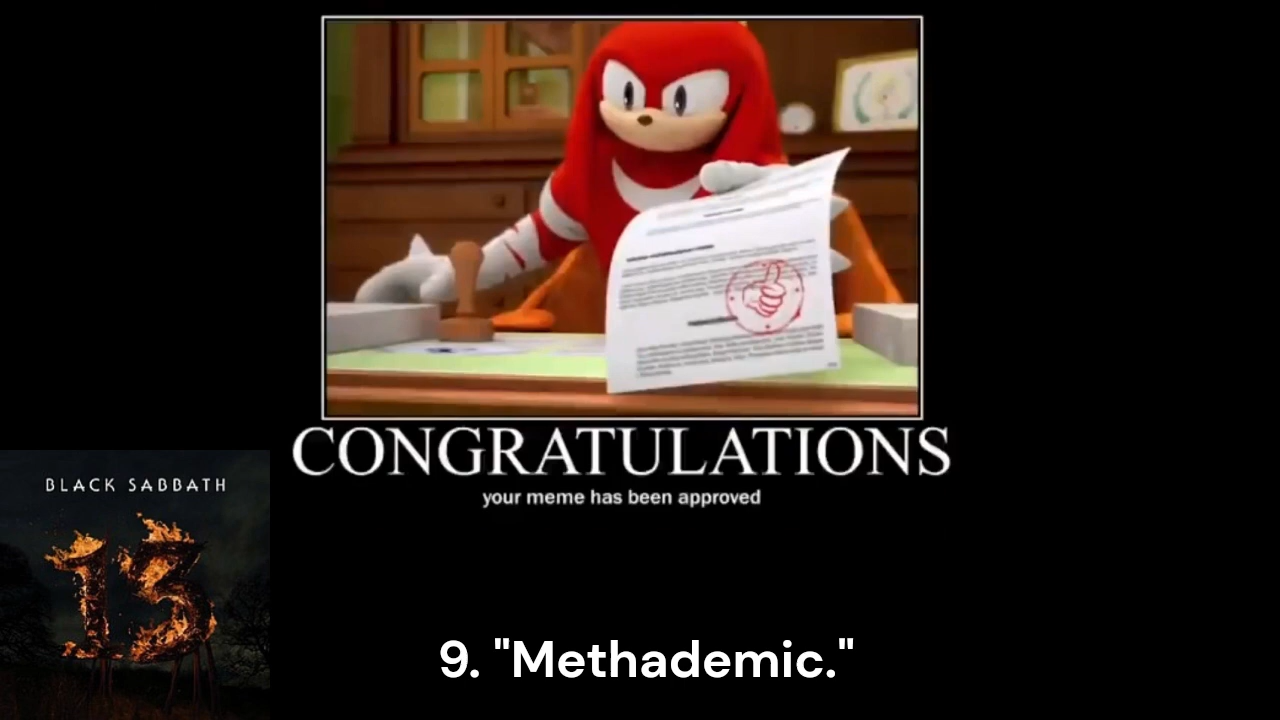 CONGRATULATIONS
your meme has been approved
BLACK SABBATH
13
9. "Methademic."